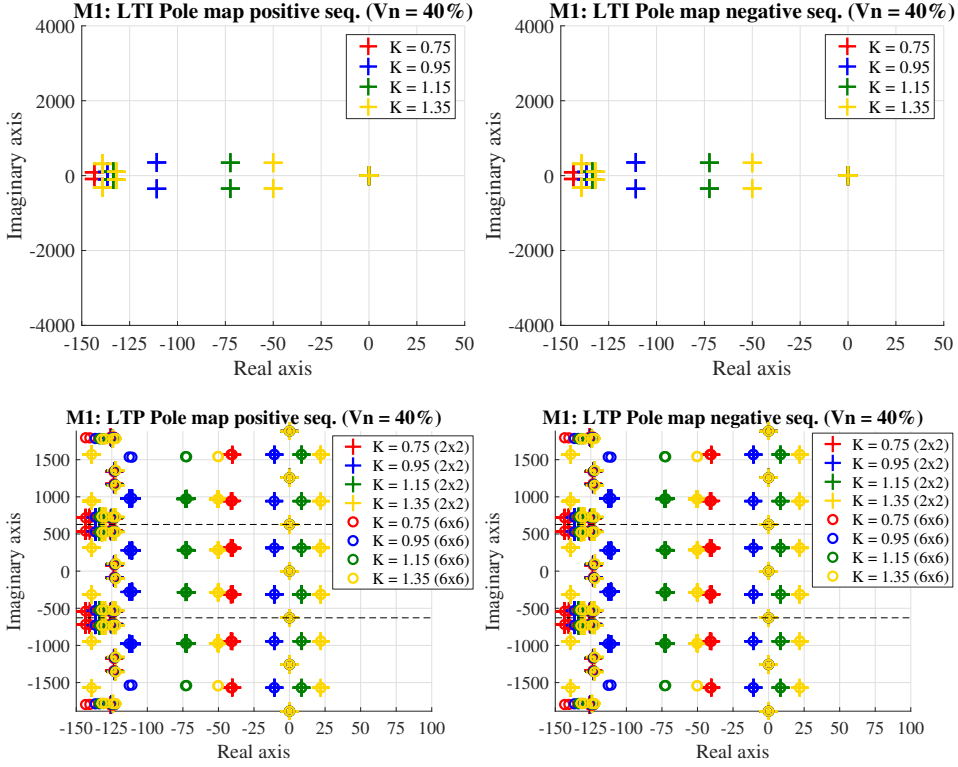 M1: LTI Pole map positive seq. (Vn = 40%)
4000
2000
0
-2000
-4000
Imaginary axis
K = 0.75
K = 0.95
K = 1.15
K = 1.35
-150 -125 -100 -75 -50 -25 0 25 50
Real axis
M1: LTI Pole map negative seq. (Vn = 40%)
4000
2000
0
-2000
-4000
Imaginary axis
K = 0.75
K = 0.95
K = 1.15
K = 1.35
-150 -125 -100 -75 -50 -25 0 25 50
Real axis
M1: LTP Pole map positive seq. (Vn = 40%)
1500
1000
500
0
-500
-1000
-1500
Imaginary axis
K = 0.75 (2x2)
K = 0.95 (2x2)
K = 1.15 (2x2)
K = 1.35 (2x2)
K = 0.75 (6x6)
K = 0.95 (6x6)
K = 1.15 (6x6)
K = 1.35 (6x6)
-150 -125 -100 -75 -50 -25 0 25 50 75 100
Real axis
M1: LTP Pole map negative seq. (Vn = 40%)
1500
1000
500
0
-500
-1000
-1500
Imaginary axis
K = 0.75 (2x2)
K = 0.95 (2x2)
K = 1.15 (2x2)
K = 1.35 (2x2)
K = 0.75 (6x6)
K = 0.95 (6x6)
K = 1.15 (6x6)
K = 1.35 (6x6)
-150 -125 -100 -75 -50 -25 0 25 50 75 100
Real axis